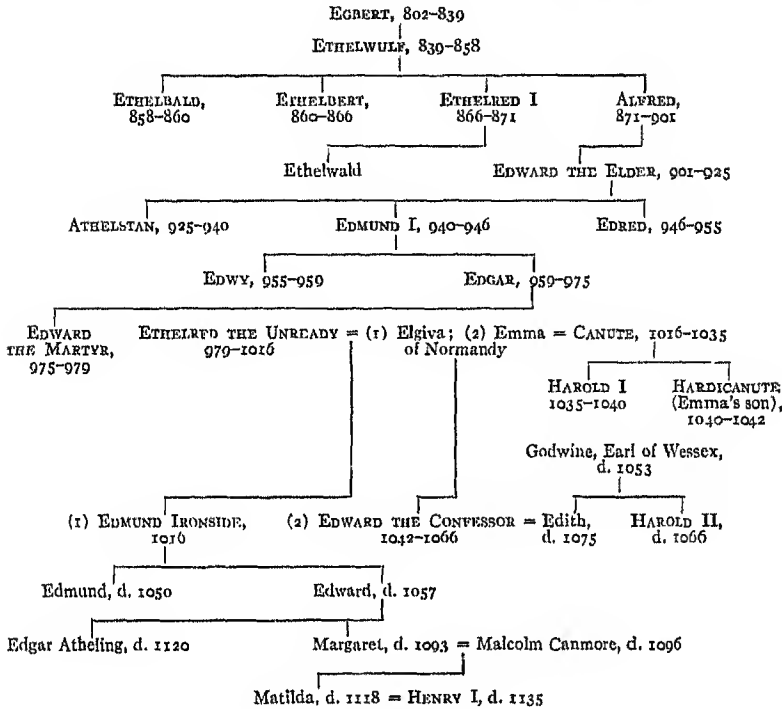 EGBERT, 802–839
ETHELWULF, 839–858
ETHELBALD, ETHELBERT, ETHELRED I ALFRED,
858–860 860–866 866–871 871–901
Ethelwald EDWARD THE ELDER, 901–925
ATHELSTAN, 925–940 EDMUND I, 940–946 EDRED, 946–955
EDWY, 955–959 EDGAR, 959–975
EDWARD ETHELRED THE UNREADY = (1) Elgiva; (2) Emma = CANUTE, 1016–1035
THE MARTYR, 979–1016 of Normandy
975–979
HAROLD I HARDICANUTE
1035–1040 (Emma's son),
1040–1042
Godwine, Earl of Wessex,
d. 1053
(1) EDMUND IRONSIDE, (2) EDWARD THE CONFESSOR = Edith, HAROLD II,
1016 1042–1066 d. 1075 d. 1066
Edmund, d. 1050 Edward, d. 1057
Edgar Atheling, d. 1120 Margaret, d. 1093 = Malcolm Canmore, d. 1096
Matilda, d. 1118 = HENRY I, d. 1135